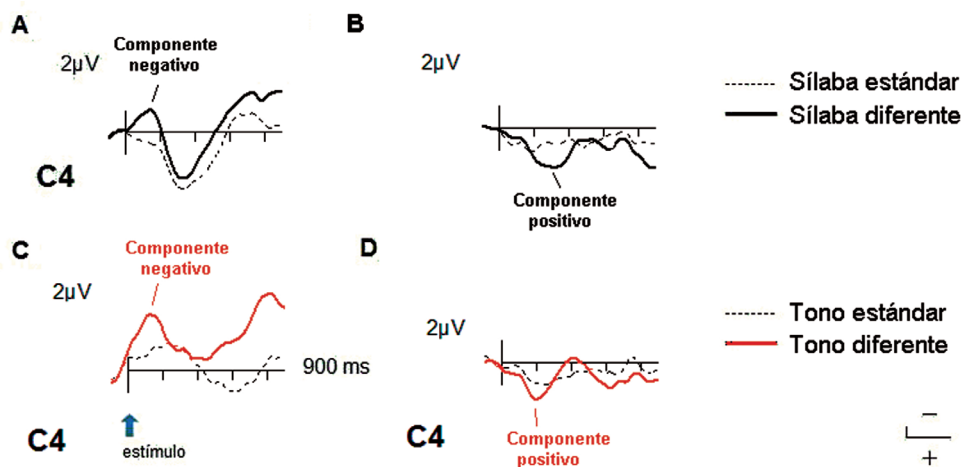 A
Componente
negativo
2µV
C4
B
2µV
Componente
positivo
Sílaba estándar
Sílaba diferente
C
Componente
negativo
2µV
900 ms
C4
estímulo
D
2µV
C4
Componente
positivo
Tono estándar
Tono diferente
−
+